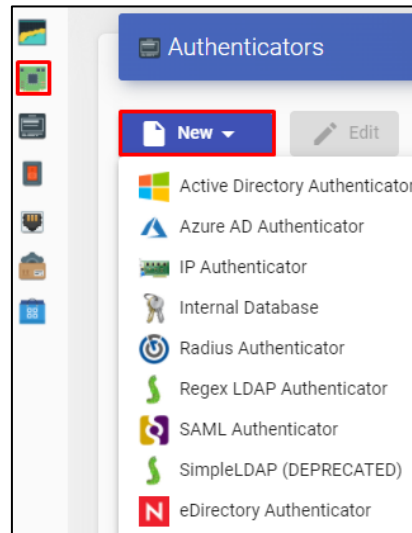 Authenticators
New
Edit
Active Directory Authenticator
Azure AD Authenticator
IP Authenticator
Internal Database
Radius Authenticator
Regex LDAP Authenticator
SAML Authenticator
SimpleLDAP (DEPRECATED)
eDirectory Authenticator